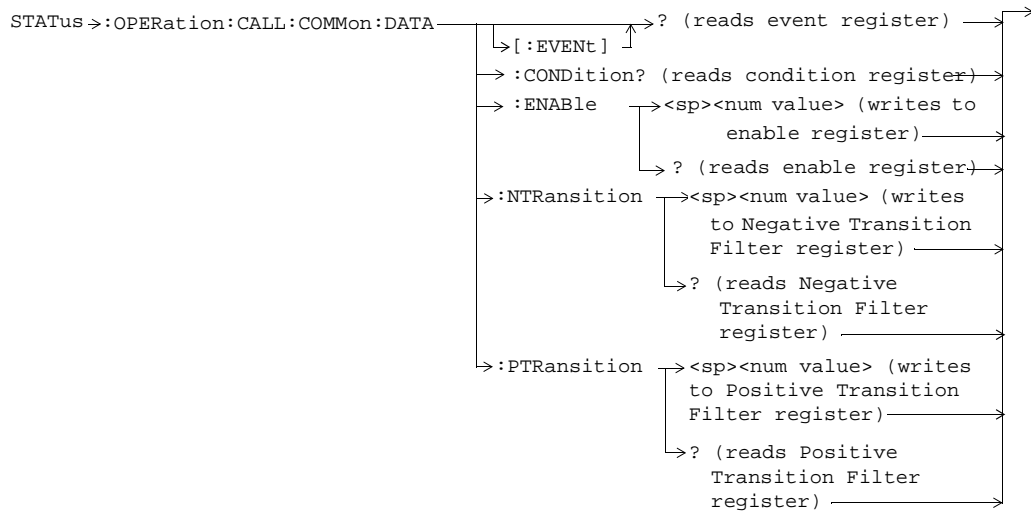 STATus :OPERation:CALL:COMMon:DATA ? (reads event register)
[:EVENt]
:CONDition? (reads condition register)
:ENABle <sp><num value> (writes to
enable register)
? (reads enable register)
:NTRansition <sp><num value> (writes
to Negative Transition
Filter register)
? (reads Negative
Transition Filter
register)
:PTRansition <sp><num value> (writes
to Positive Transition
Filter register)
? (reads Positive
Transition Filter
register)